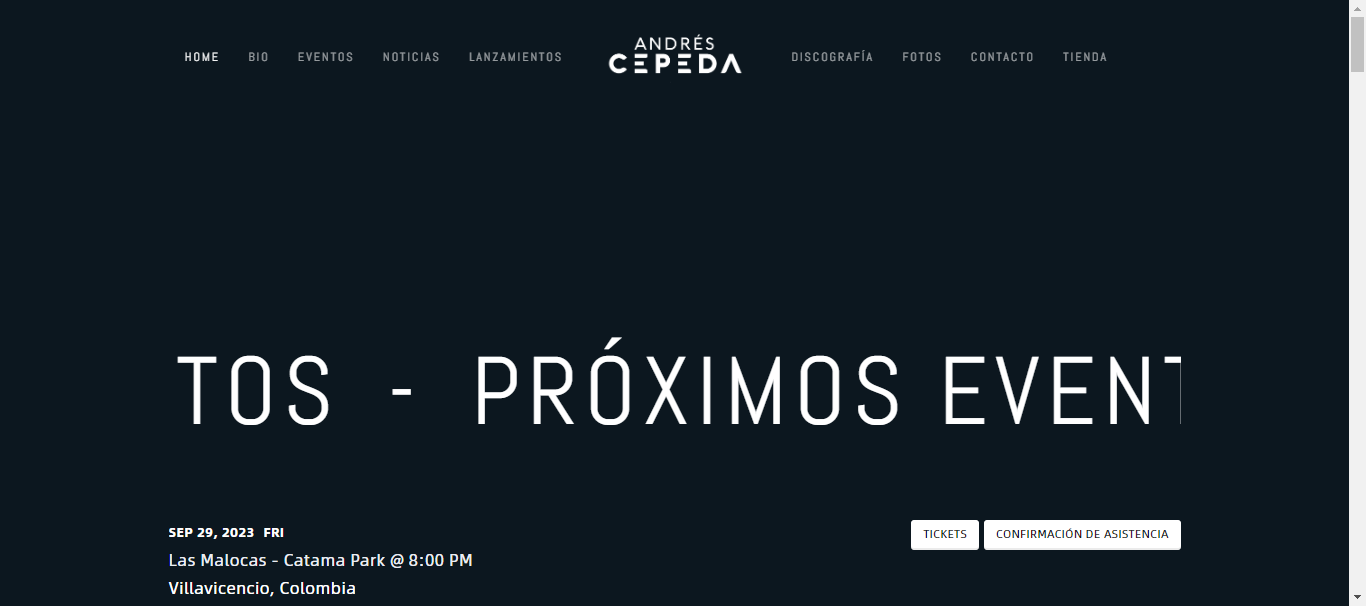 HOME BIO EVENTOS NOTICIAS LANZAMIENTOS ANDRÉS CEPEDA DISCOGRAFÍA FOTOS CONTACTO TIENDA
TOS - PRÓXIMOS EVENT
SEP 29, 2023 FRI TICKETS CONFIRMACIÓN DE ASISTENCIA
Las Malocas - Catama Park @ 8:00 PM
Villavicencio, Colombia